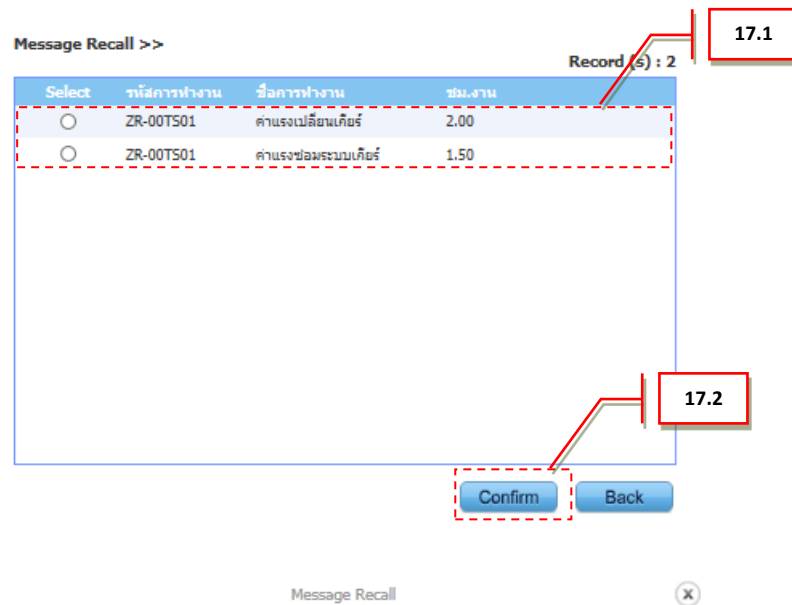 17.1
Message Recall >>
Record (s) : 2
Select รหัสการทำงาน ชื่อการทำงาน ชม.งาน
ZR-00TS01 ค่าแรงเปลี่ยนเกียร์ 2.00
ZR-00TS01 ค่าแรงซ่อมระบบเกียร์ 1.50
17.2
Confirm Back
Message Recall x